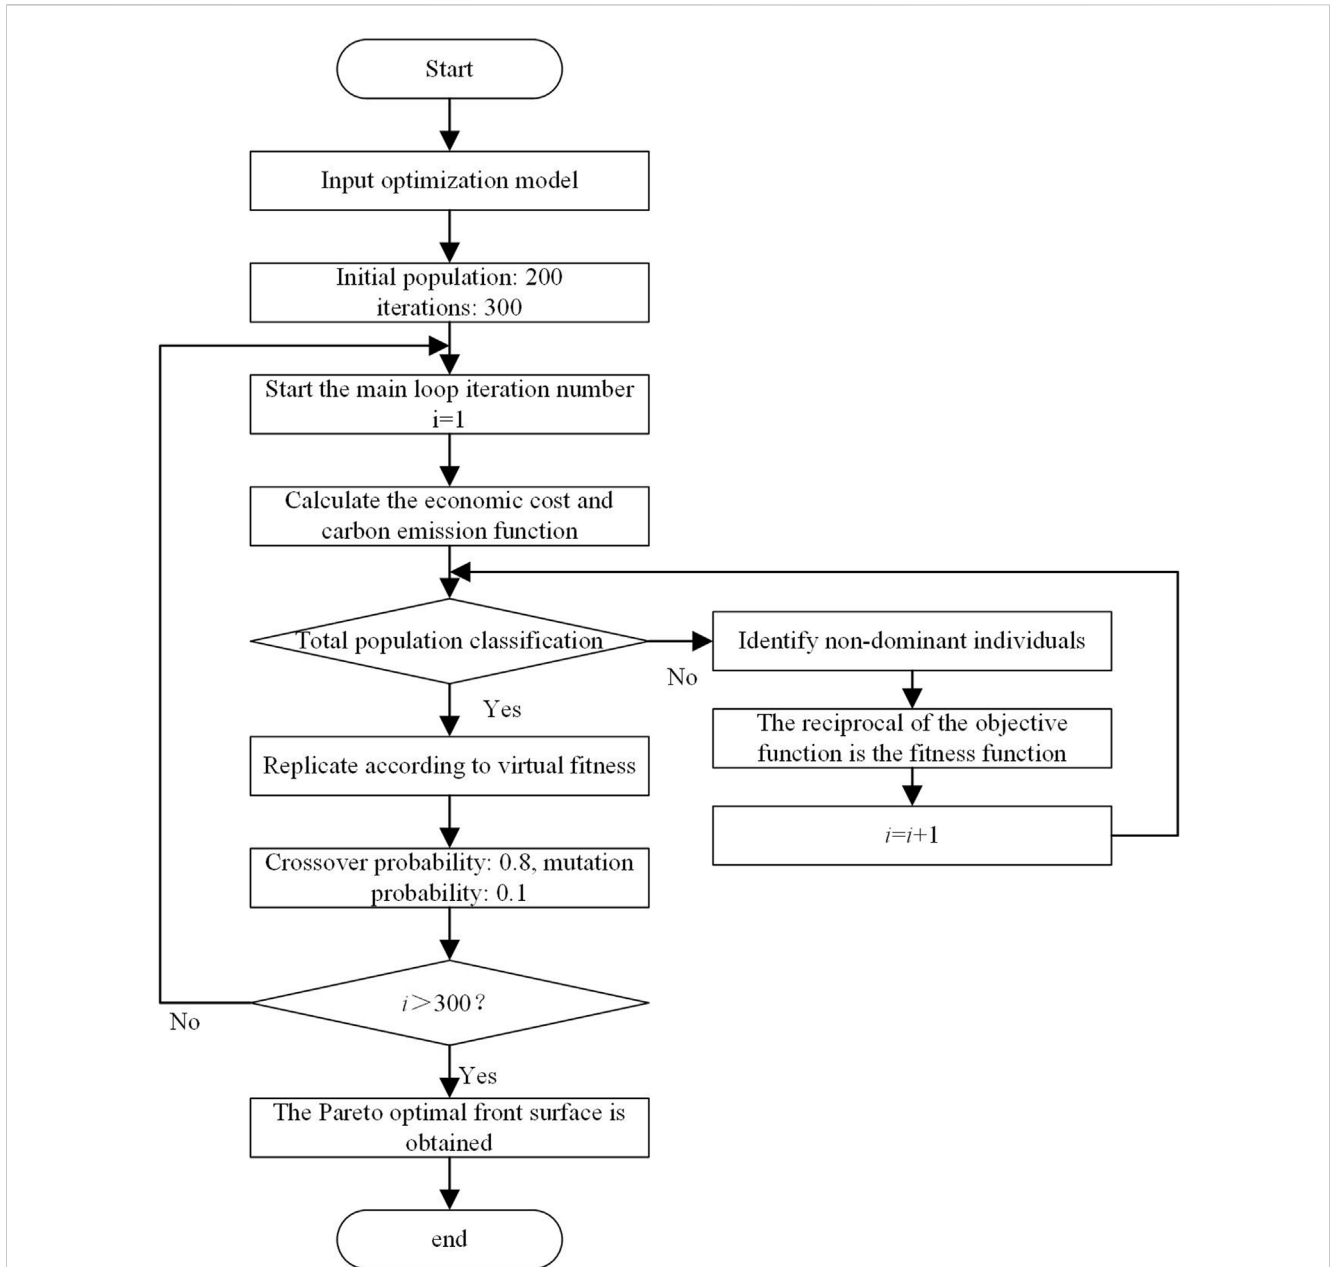 Start
Input optimization model
Initial population: 200
iterations: 300
Start the main loop iteration number
i=1
Calculate the economic cost and
carbon emission function
Total population classification
No
Identify non-dominant individuals
The reciprocal of the objective
function is the fitness function
i=i+1
Yes
Replicate according to virtual fitness
Crossover probability: 0.8, mutation
probability: 0.1
i＞300？
No
Yes
The Pareto optimal front surface is
obtained
end